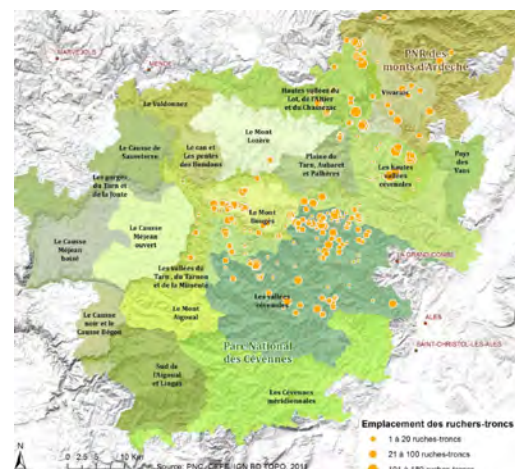 MARVEJOLS
MENDE
PNR des
monts d'Ardèche
Hautes vallées du
Lot, de l'Altier
et du Chassezac
Vivarais
Le Valdonnez
Le Causse de
Sauveterre
Le can et
Les pentes
des Bondons
Le Mont
Lozère
Plaine du
Tarn, Aubaret
et Palhères
Les hautes
vallées
cévenoles
Pays
des
Vans
Les gorges
du Tarn et
de la Jonte
Le Mont
Bougès
Le Causse
Méjean
boisé
Le Causse
Méjean
ouvert
Les vallées du
Tarn, du Tarnon
et de la Mimente
LA GRAND-COMBE
Les vallées
cévenoles
Le Causse
noir et le
Causse Bégon
Le Mont
Aigoual
ALES
Parc National
des Cévennes
SAINT-CHRISTOL-LES-ALES
Sud de
l'Aigoual et
Lingas
Les Cévennes
méridionales
Emplacement des ruchers-troncs
1 à 20 ruches-troncs
21 à 100 ruches-troncs
N
0 2,5 5 10 Km
Source: PNC, CEFE, IGN BD TOPO, 2011